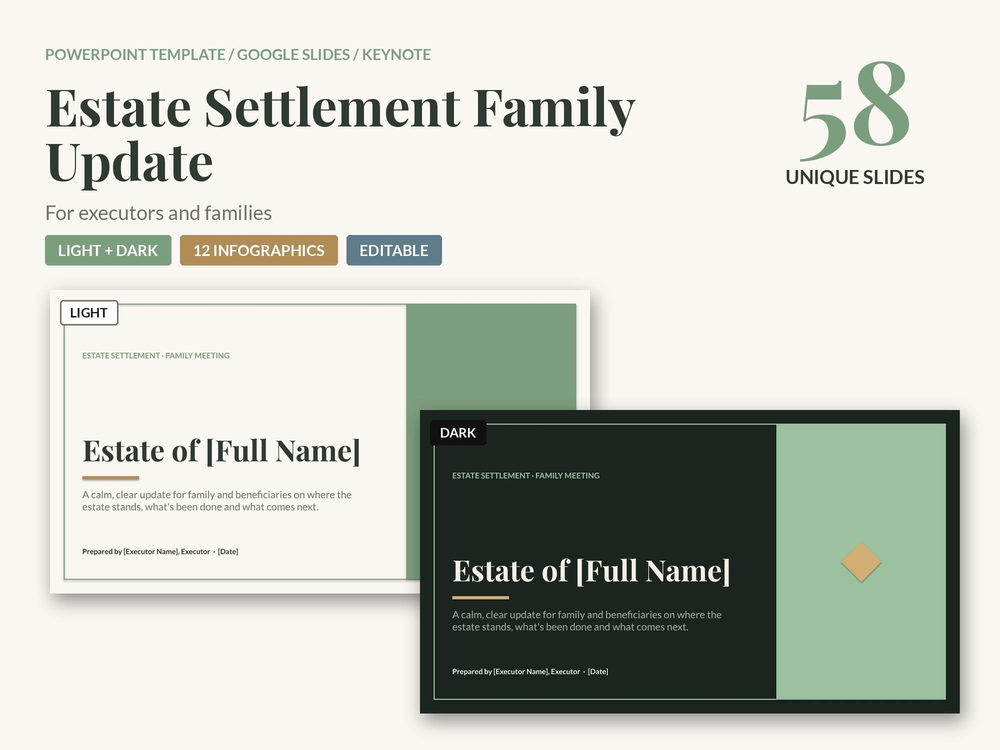 POWERPOINT TEMPLATE / GOOGLE SLIDES / KEYNOTE
Estate Settlement Family
Update
For executors and families
LIGHT + DARK
12 INFOGRAPHICS
EDITABLE
58
UNIQUE SLIDES
LIGHT
ESTATE SETTLEMENT · FAMILY MEETING
Estate of [Full Name]
A calm, clear update for family and beneficiaries on where the
estate stands, what's been done and what comes next.
Prepared by [Executor Name], Executor · [Date]
DARK
ESTATE SETTLEMENT · FAMILY MEETING
Estate of [Full Name]
A calm, clear update for family and beneficiaries on where the
estate stands, what's been done and what comes next.
Prepared by [Executor Name], Executor · [Date]